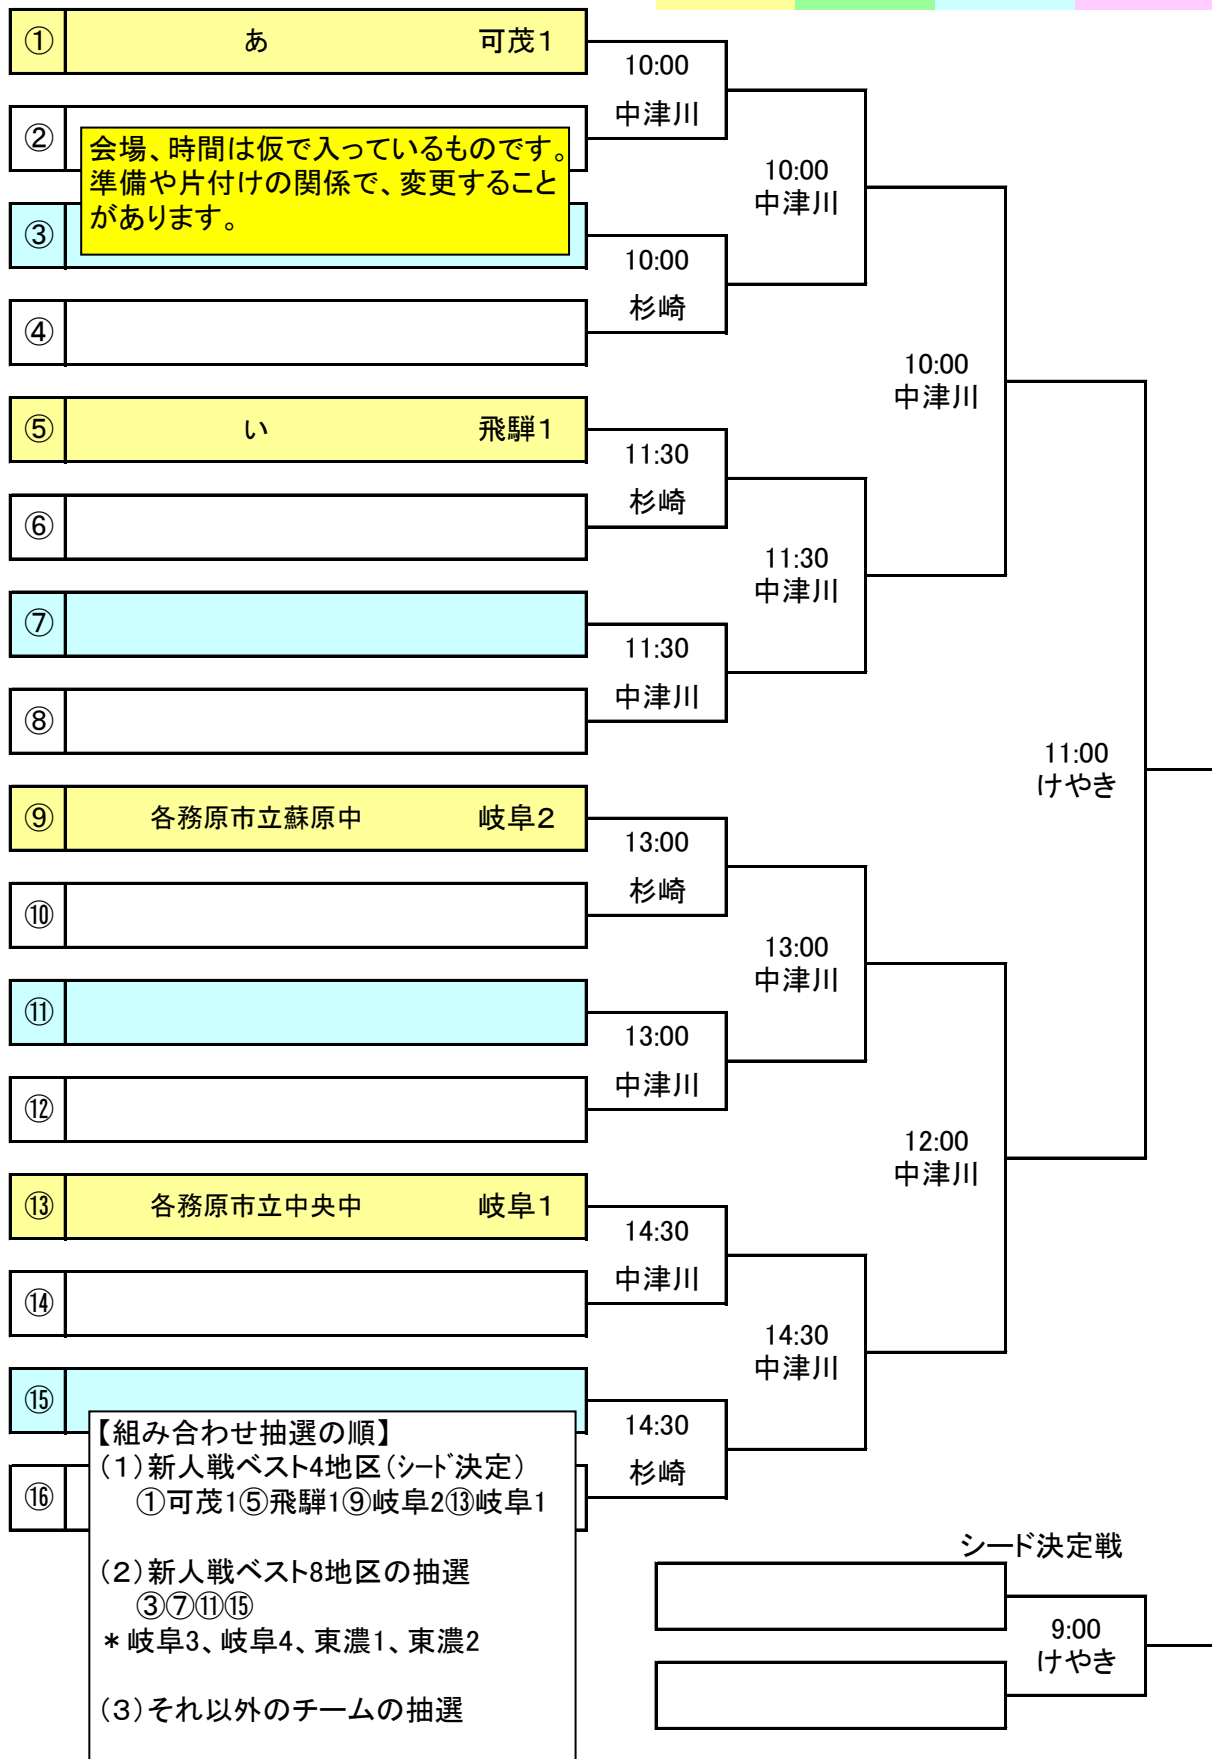 ① あ 可茂1
10:00
中津川
②
会場、時間は仮で入っているものです。
準備や片付けの関係で、変更すること
があります。
10:00
中津川
③
10:00
杉崎
④
10:00
中津川
⑤ い 飛騨1
11:30
杉崎
⑥
11:30
中津川
⑦
11:30
中津川
⑧
11:00
けやき
⑨ 各務原市立蘇原中 岐阜2
13:00
杉崎
⑩
13:00
中津川
⑪
13:00
中津川
⑫
12:00
中津川
⑬ 各務原市立中央中 岐阜1
14:30
中津川
⑭
14:30
中津川
⑮
14:30
杉崎
⑯
【組み合わせ抽選の順】
(1)新人戦ベスト4地区(シード決定)
①可茂1⑤飛騨1⑨岐阜2⑬岐阜1
(2)新人戦ベスト8地区の抽選
③⑦⑪⑮
*岐阜3、岐阜4、東濃1、東濃2
(3)それ以外のチームの抽選
シード決定戦
9:00
けやき